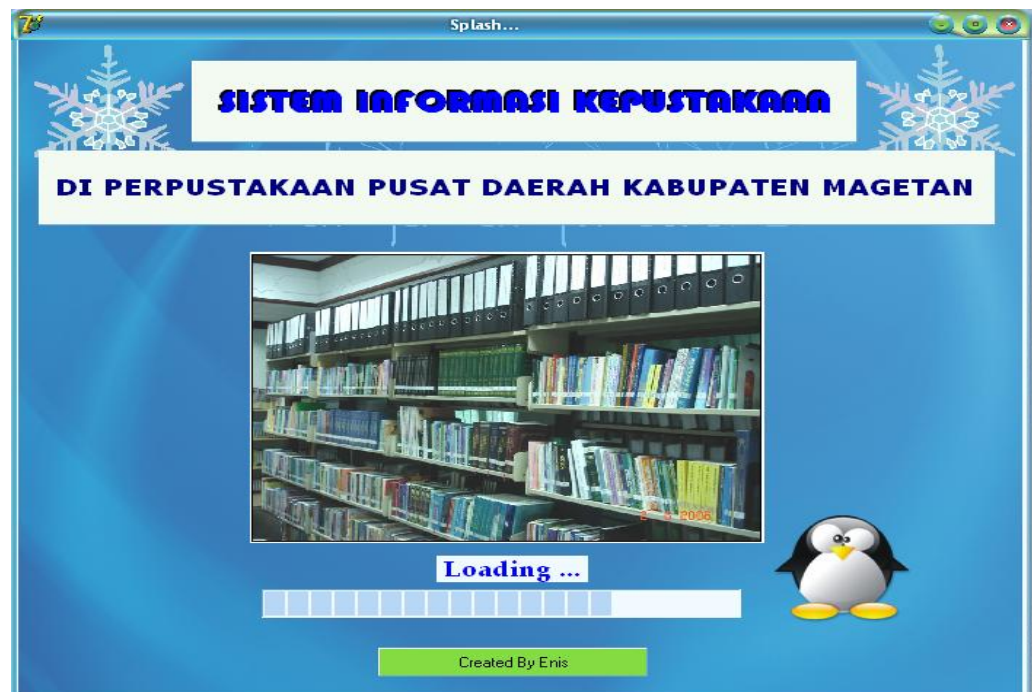 Splash...
SISTEM INFORMASI KEPUSTAKAAN
DI PERPUSTAKAAN PUSAT DAERAH KABUPATEN MAGETAN
Loading ...
Created By Enis